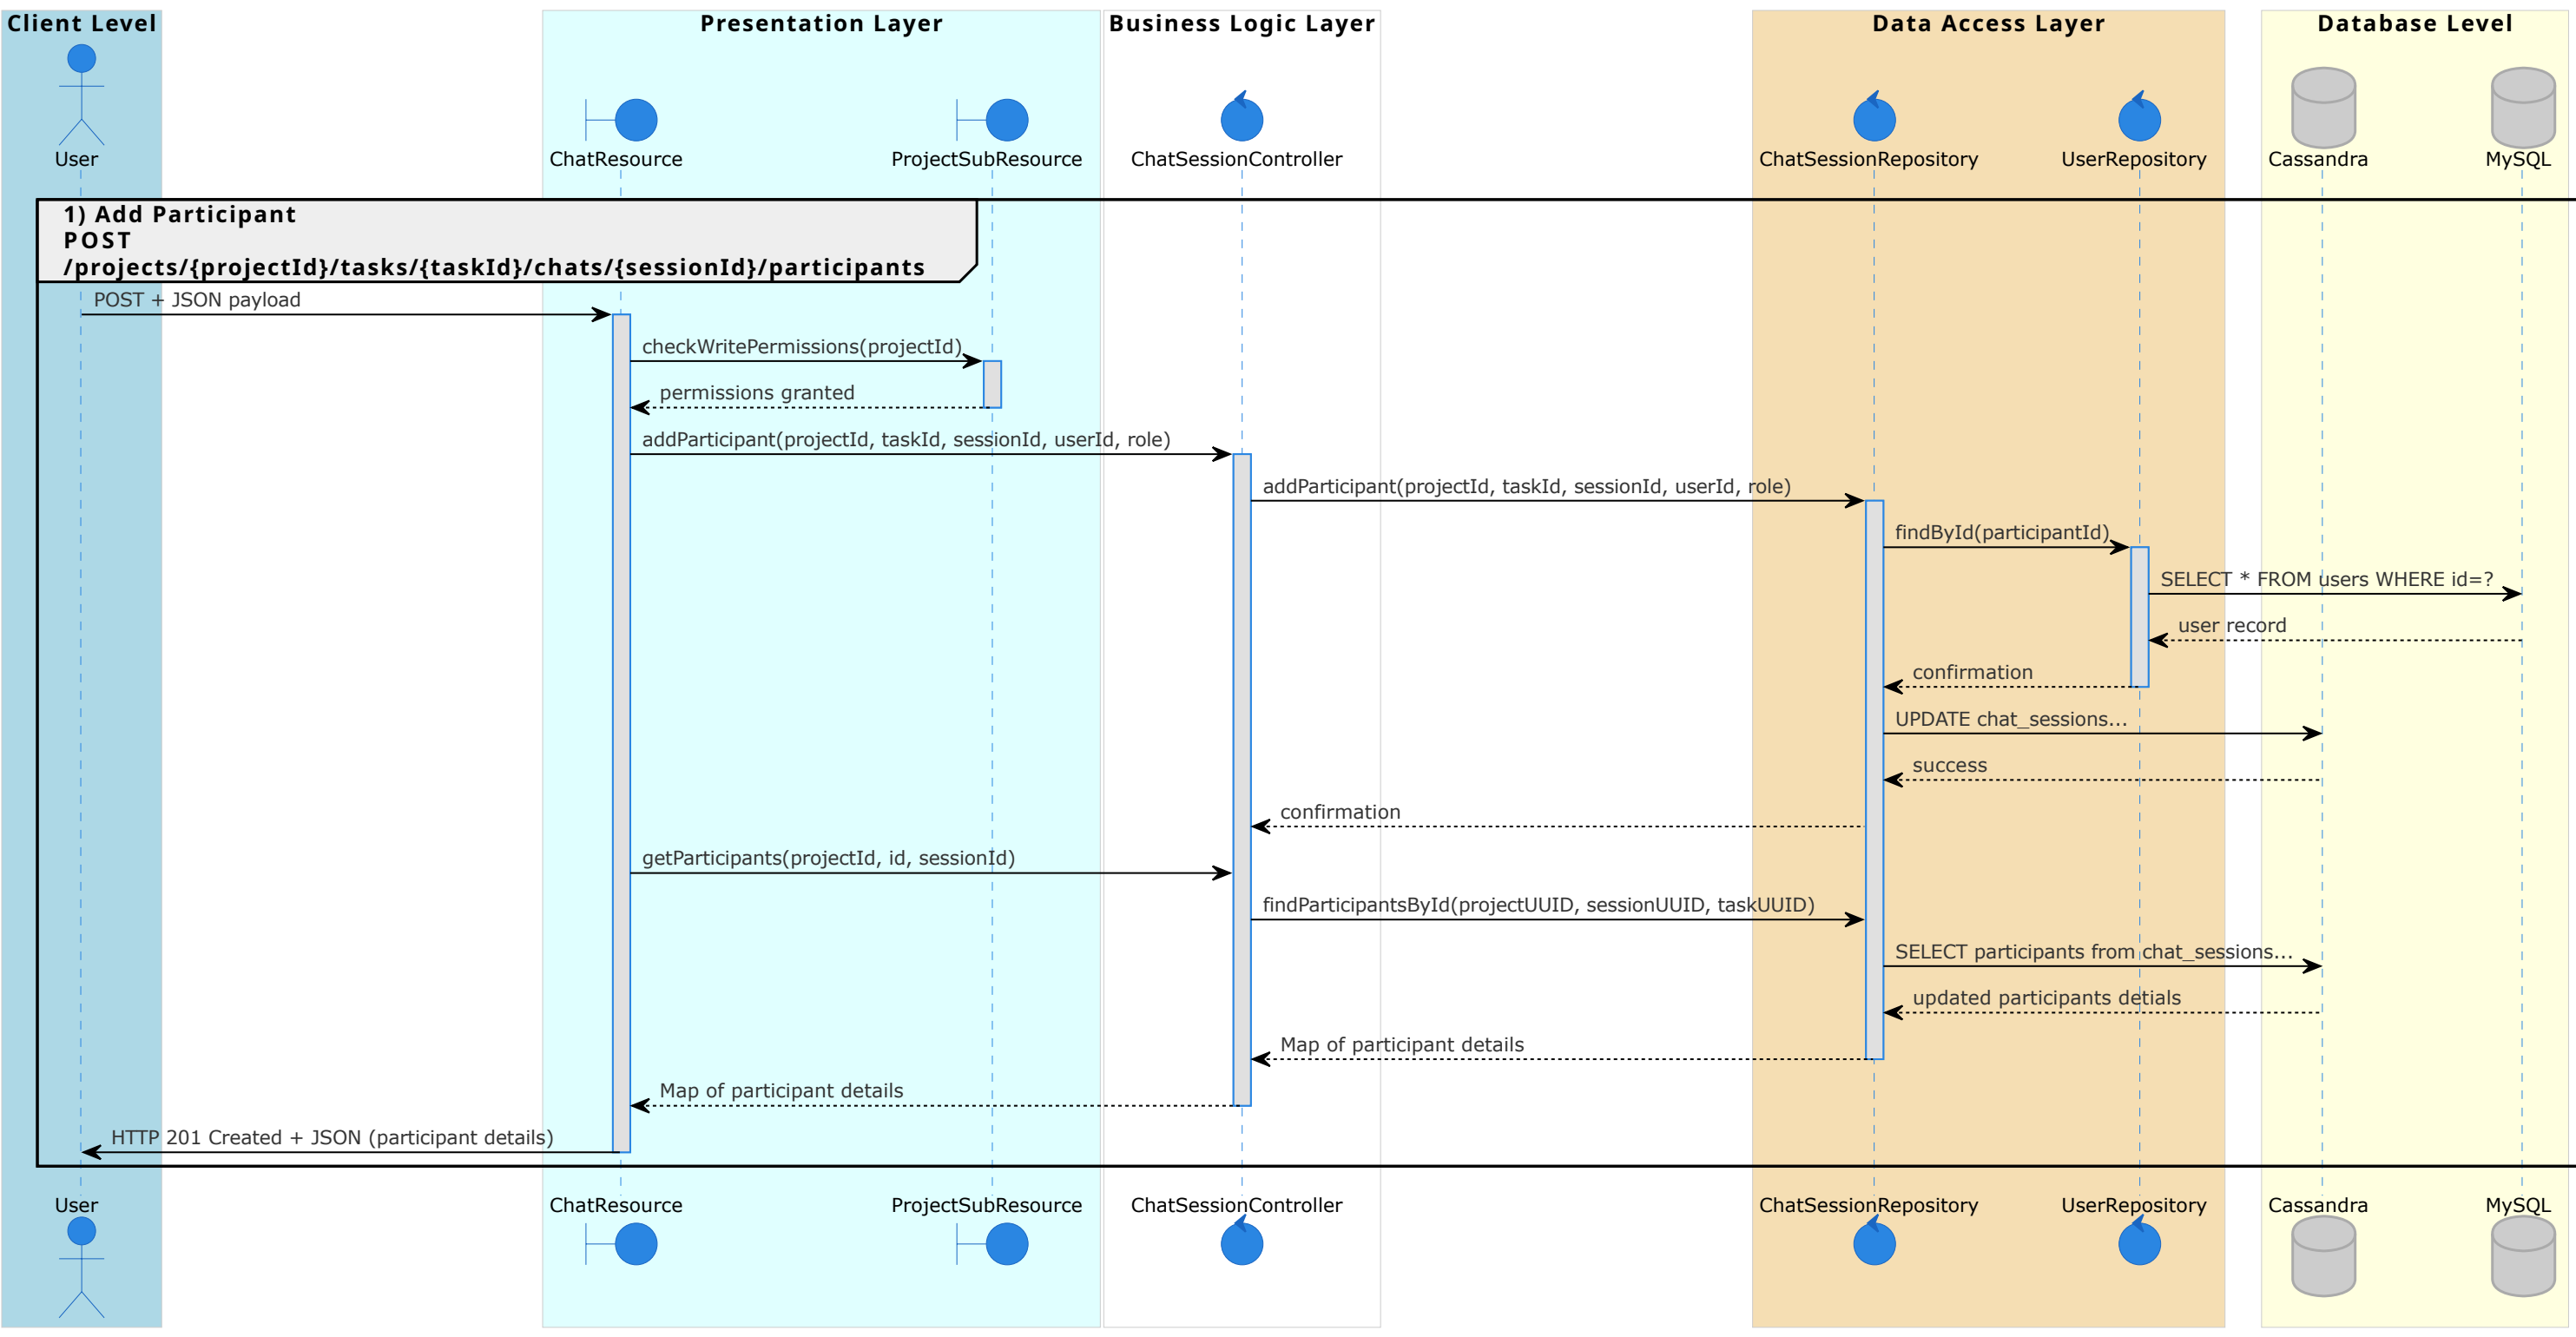 Client Level
Presentation Layer
Business Logic Layer
Data Access Layer
Database Level
User
ChatResource
ProjectSubResource
ChatSessionController
ChatSessionRepository
UserRepository
Cassandra
MySQL
1) Add Participant
POST
/projects/{projectId}/tasks/{taskId}/chats/{sessionId}/participants
POST + JSON payload
checkWritePermissions(projectId)
permissions granted
addParticipant(projectId, taskId, sessionId, userId, role)
addParticipant(projectId, taskId, sessionId, userId, role)
findById(participantId)
SELECT * FROM users WHERE id=?
user record
confirmation
UPDATE chat_sessions...
success
confirmation
getParticipants(projectId, id, sessionId)
findParticipantsById(projectUUID, sessionUUID, taskUUID)
SELECT participants from chat_sessions...
updated participants detials
Map of participant details
Map of participant details
HTTP 201 Created + JSON (participant details)
User
ChatResource
ProjectSubResource
ChatSessionController
ChatSessionRepository
UserRepository
Cassandra
MySQL